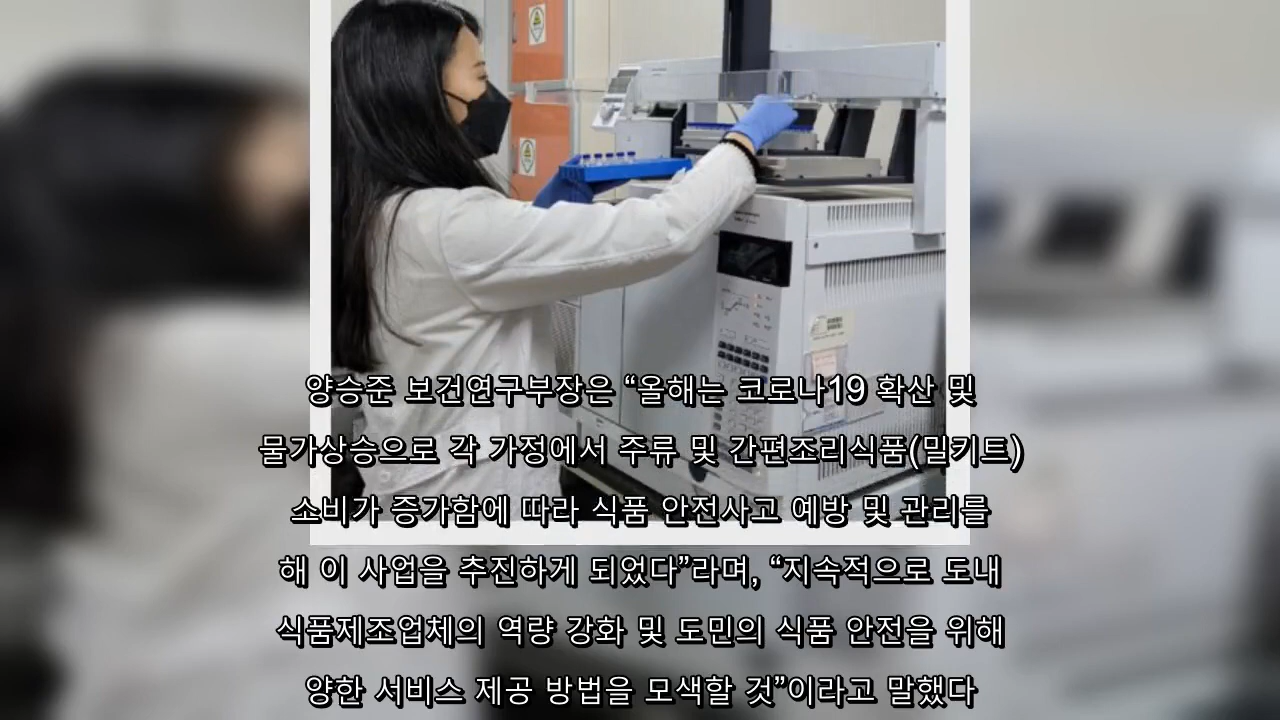 양승준 보건연구부장은 “올해는 코로나19 확산 및
물가상승으로 각 가정에서 주류 및 간편조리식품(밀키트)
소비가 증가함에 따라 식품 안전사고 예방 및 관리를
해 이 사업을 추진하게 되었다”라며, “지속적으로 도내
식품제조업체의 역량 강화 및 도민의 식품 안전을 위해
양한 서비스 제공 방법을 모색할 것”이라고 말했다